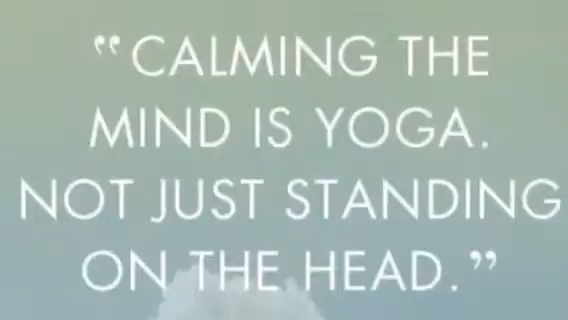 “CALMING THE
MIND IS YOGA.
NOT JUST STANDING
ON THE HEAD.”